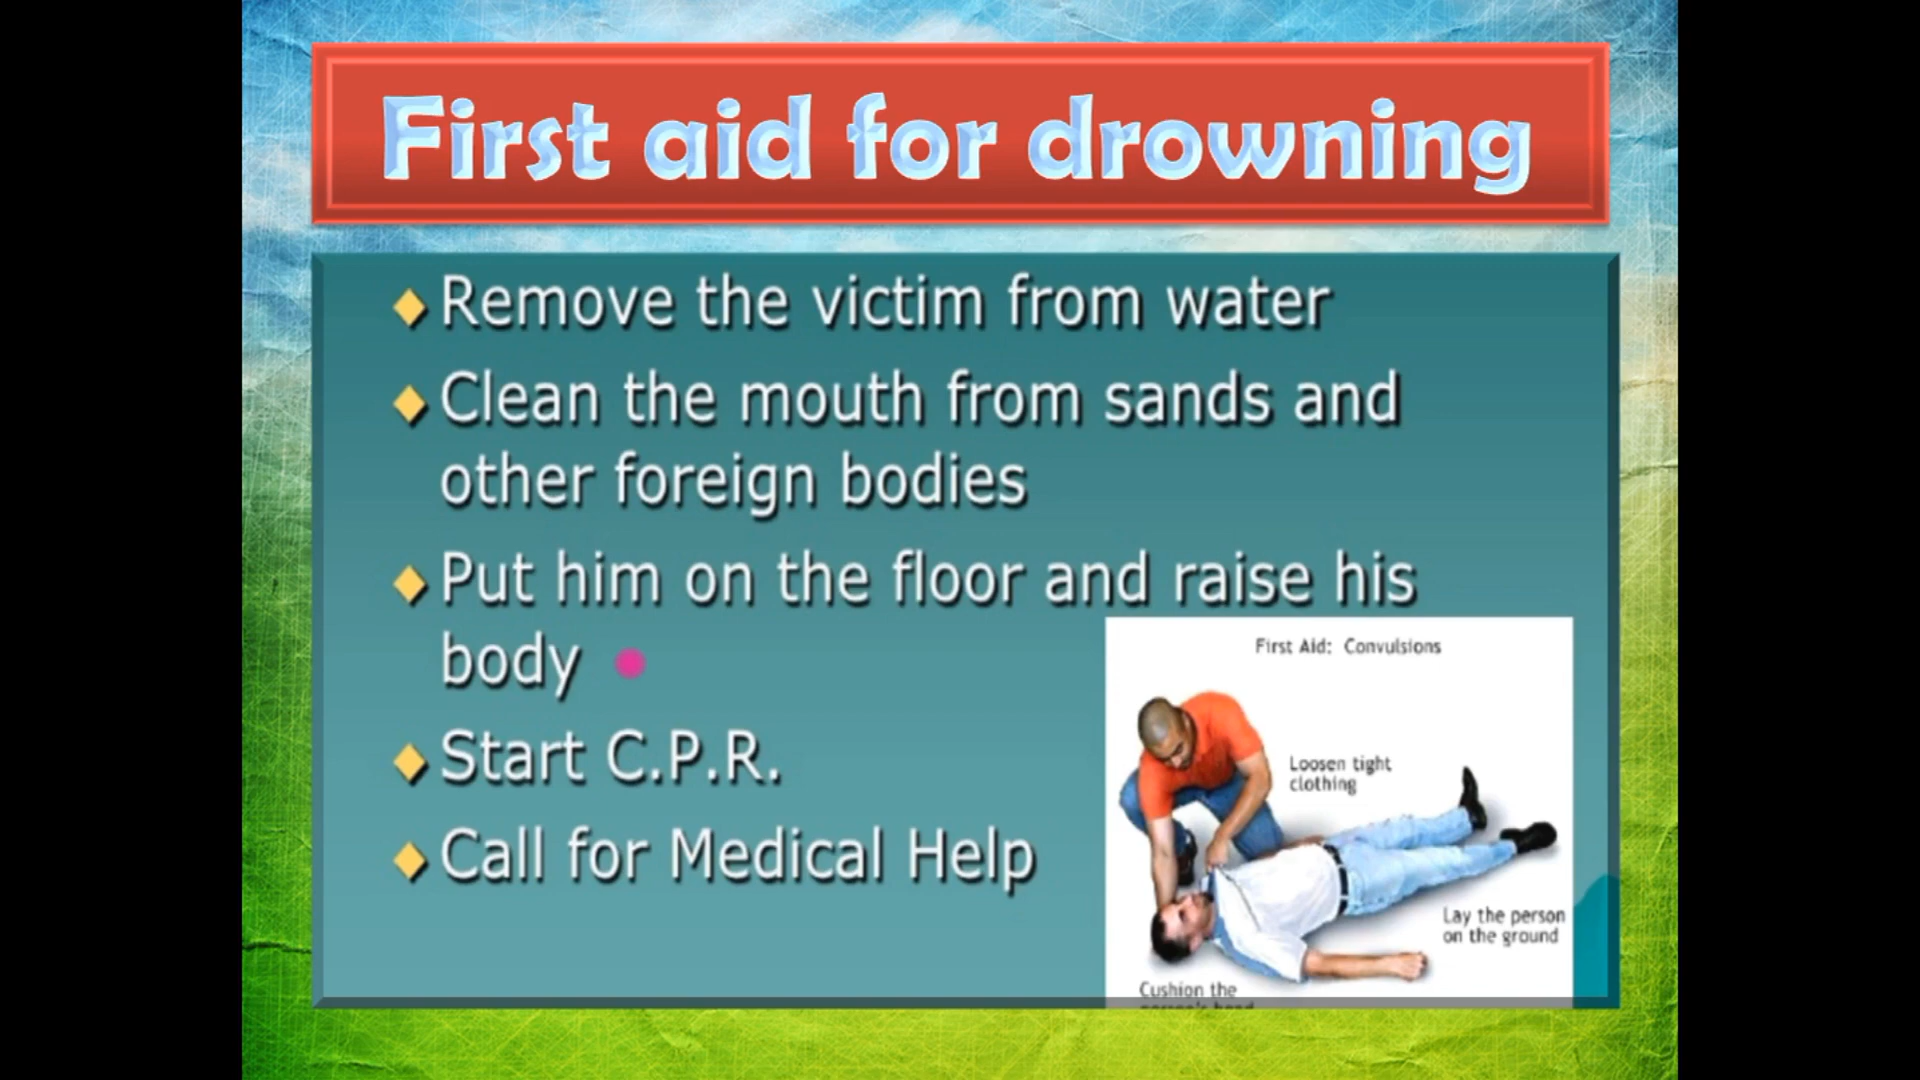 First aid for drowning
Remove the victim from water
Clean the mouth from sands and
other foreign bodies
Put him on the floor and raise his
body
Start C.P.R.
Call for Medical Help
First Aid: Convulsions
Loosen tight
clothing
Lay the person
on the ground
Cushion the
person's head